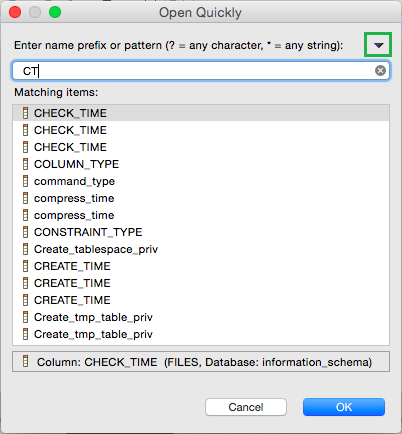 Open Quickly
Enter name prefix or pattern (? = any character, * = any string):
CT
Matching items:
CHECK_TIME
CHECK_TIME
CHECK_TIME
COLUMN_TYPE
command_type
compress_time
compress_time
CONSTRAINT_TYPE
Create_tablespace_priv
CREATE_TIME
CREATE_TIME
CREATE_TIME
Create_tmp_table_priv
Create_tmp_table_priv
Column: CHECK_TIME (FILES, Database: information_schema)
Cancel
OK